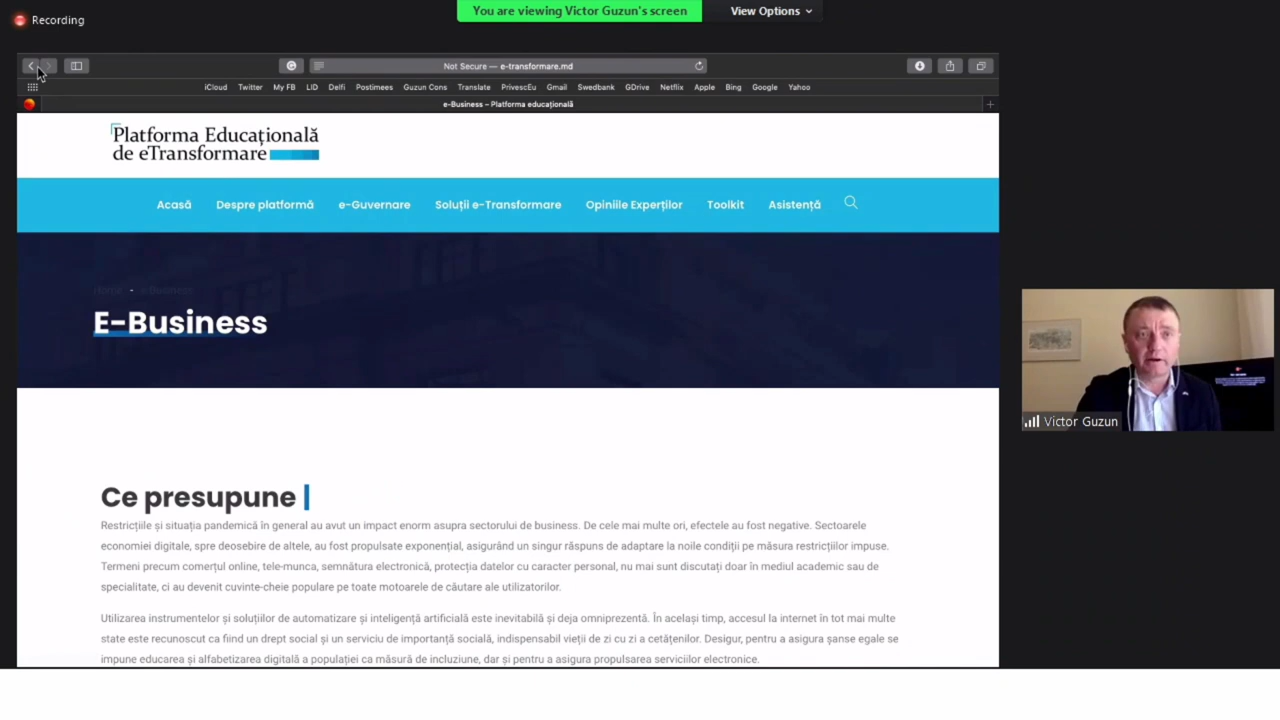 Recording
You are viewing Victor Guzun's screen
View Options
Not Secure — e-transformare.md
iCloud Twitter My FB LID Delfi Postimees Guzun Cons Translate PrivescEu Gmail Swedbank GDrive Netflix Apple Bing Google Yahoo
e-Business – Platforma educațională
Platforma Educațională
de eTransformare
Acasă Despre platformă e-Guvernare Soluții e-Transformare Opiniile Experților Toolkit Asistență
Home - e-Business
E-Business
Victor Guzun
Ce presupune
Restricțiile și situația pandemică în general au avut un impact enorm asupra sectorului de business. De cele mai multe ori, efectele au fost negative. Sectoarele
economiei digitale, spre deosebire de altele, au fost propulsate exponențial, asigurând un singur răspuns de adaptare la noile condiții pe măsura restricțiilor impuse.
Termeni precum comerțul online, tele-munca, semnătura electronică, protecția datelor cu caracter personal, nu mai sunt discutați doar în mediul academic sau de
specialitate, ci au devenit cuvinte-cheie populare pe toate motoarele de căutare ale utilizatorilor.
Utilizarea instrumentelor și soluțiilor de automatizare și inteligență artificială este inevitabilă și deja omniprezentă. În același timp, accesul la internet în tot mai multe
state este recunoscut ca fiind un drept social și un serviciu de importanță socială, indispensabil vieții de zi cu zi a cetățenilor. Desigur, pentru a asigura șanse egale se
impune educarea și alfabetizarea digitală a populației ca măsură de incluziune, dar și pentru a asigura propulsarea serviciilor electronice.